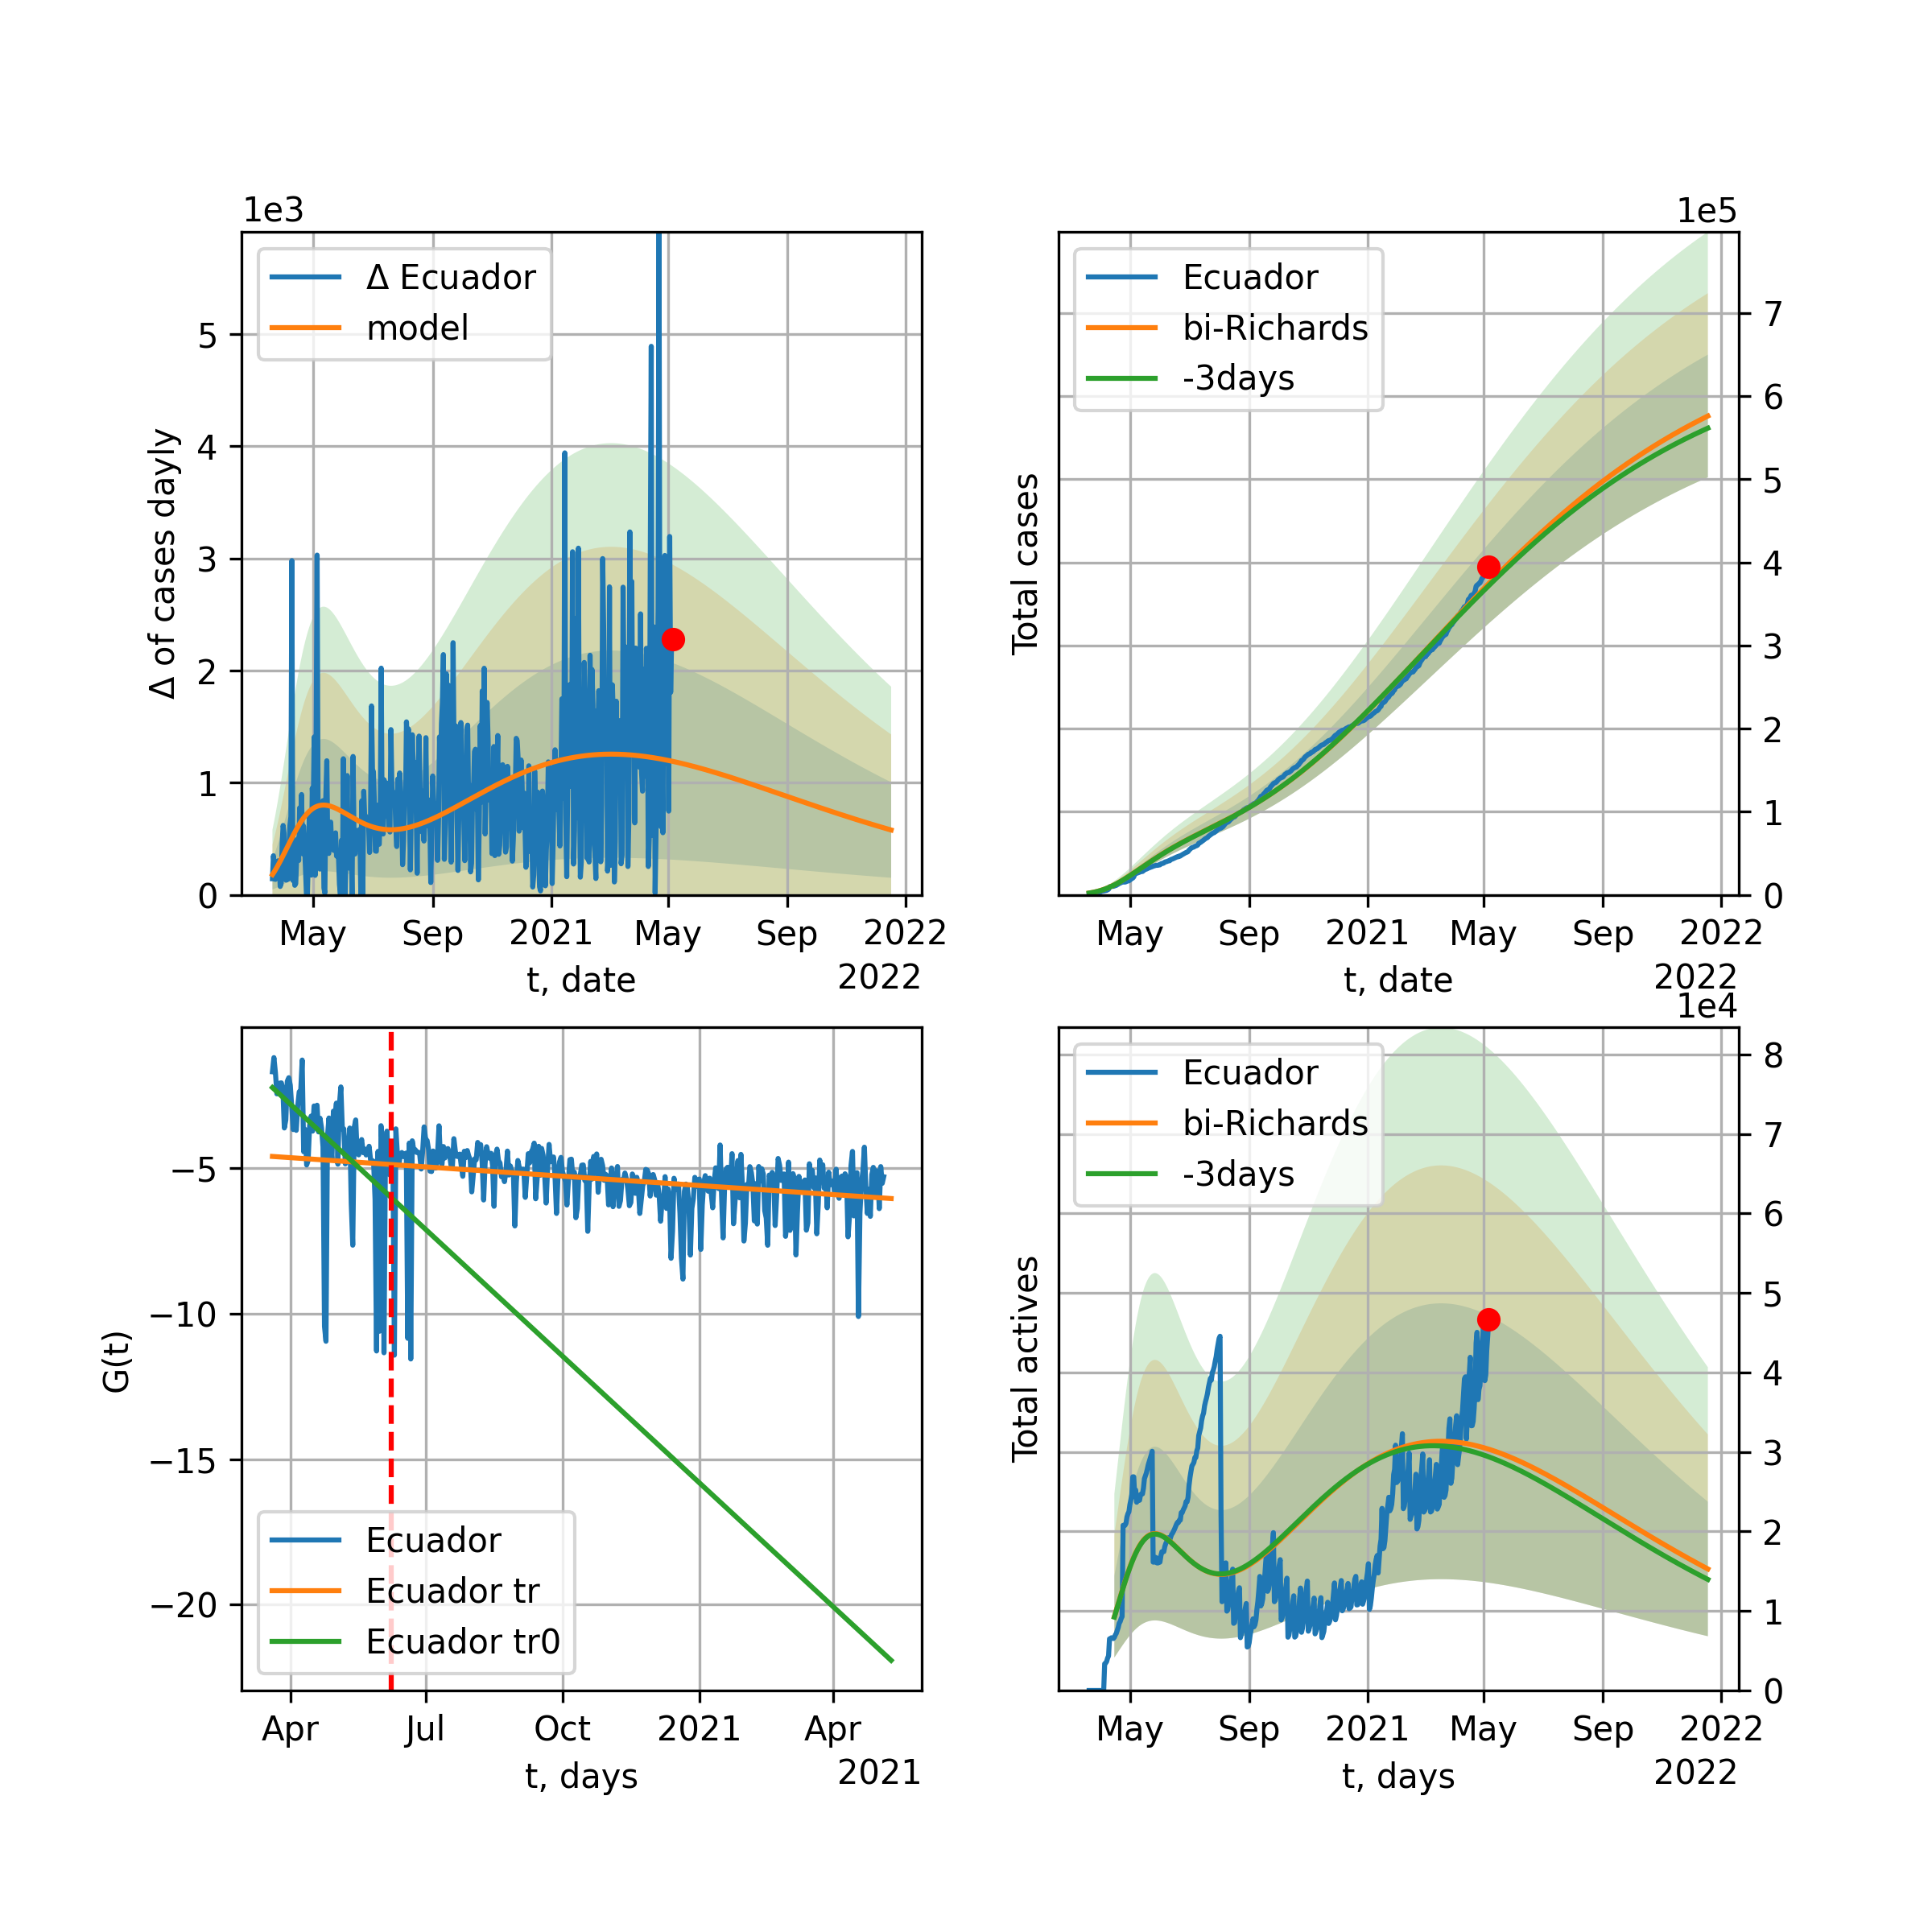 1e3
Δ Ecuador
model
5
4
3
2
1
0
Δ of cases dayly
May Sep 2021 May Sep 2022
t, date
2022
1e5
Ecuador
bi-Richards
-3days
7
6
5
4
3
2
1
0
Total cases
May Sep 2021 May Sep 2022
t, date
2022
−5
−10
−15
−20
G(t)
Ecuador
Ecuador tr
Ecuador tr0
Apr Jul Oct 2021 Apr
t, days
2021
1e4
Ecuador
bi-Richards
-3days
8
7
6
5
4
3
2
1
0
Total actives
May Sep 2021 May Sep 2022
t, days
2022